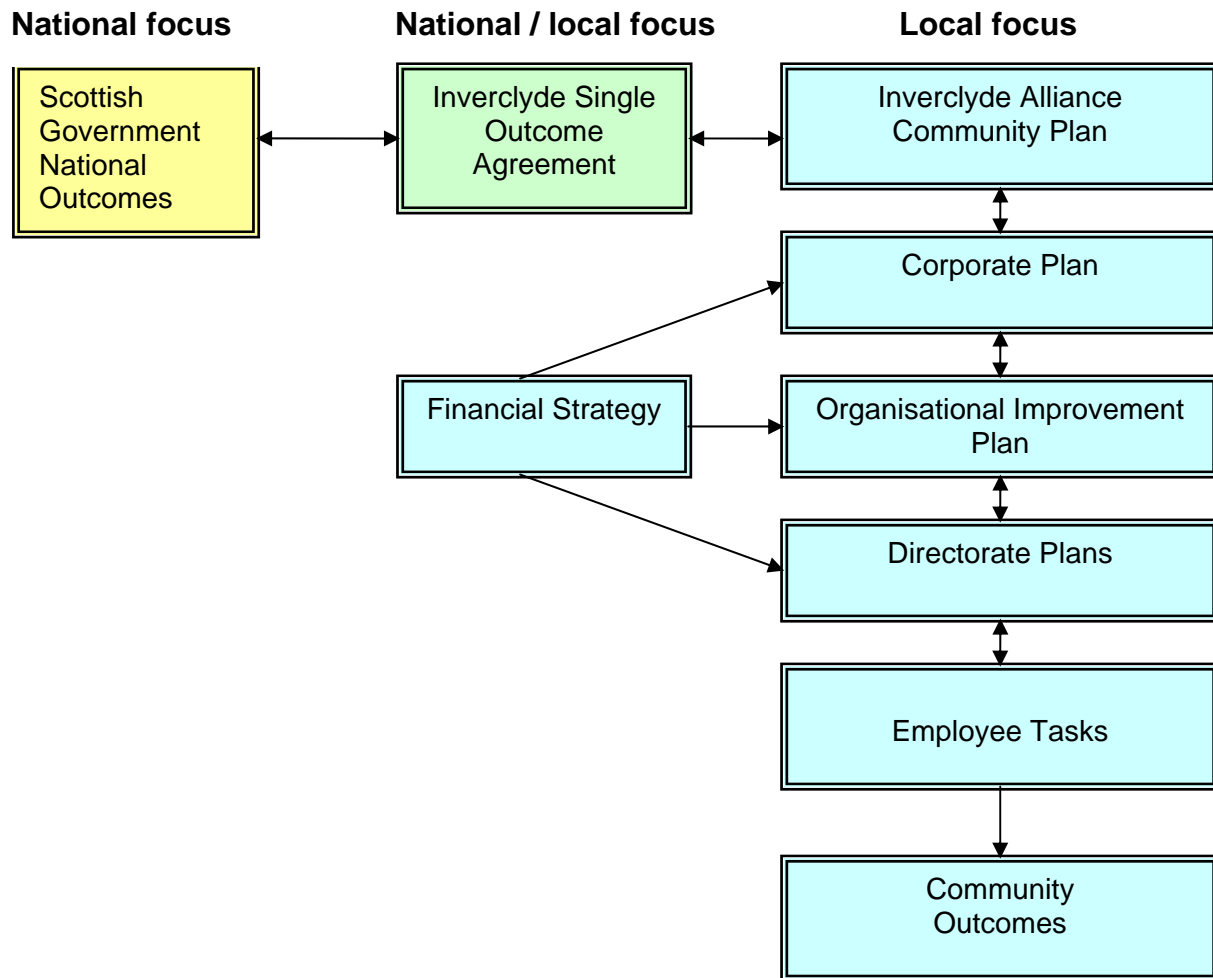 National focus
National / local focus
Local focus
Scottish
Government
National
Outcomes
Inverclyde Single
Outcome
Agreement
Inverclyde Alliance
Community Plan
Corporate Plan
Financial Strategy
Organisational Improvement
Plan
Directorate Plans
Employee Tasks
Community
Outcomes